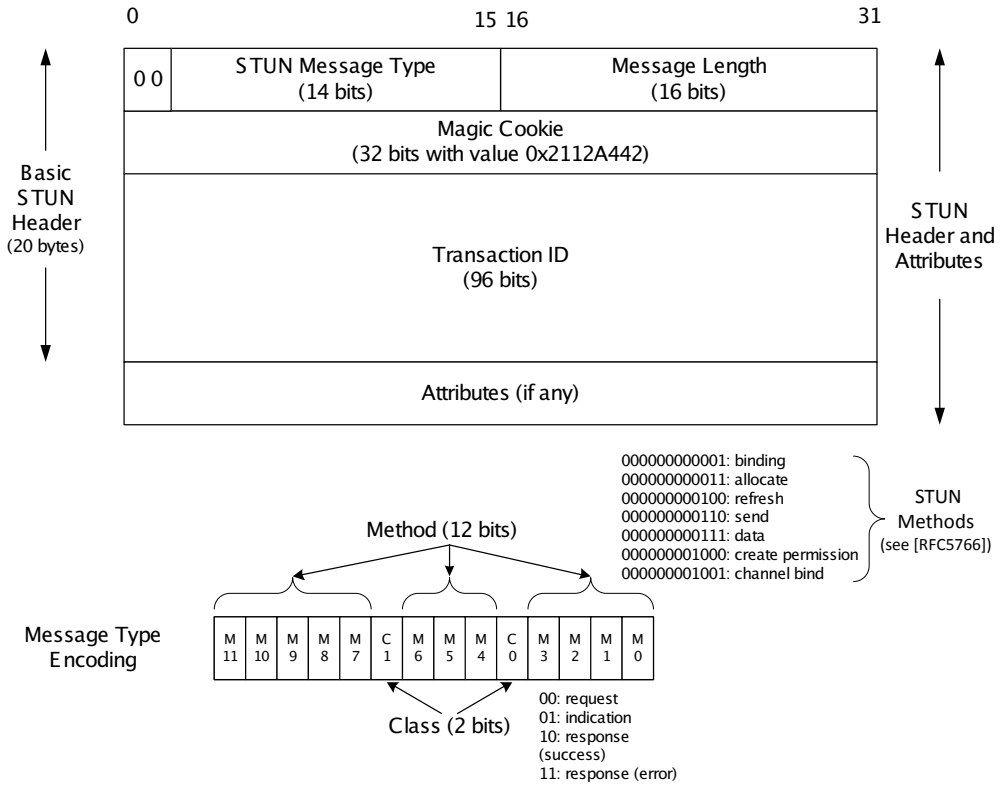 0
15 16
31
0 0
STUN Message Type
(14 bits)
Message Length
(16 bits)
Magic Cookie
(32 bits with value 0x2112A442)
Basic
STUN
Header
(20 bytes)
Transaction ID
(96 bits)
STUN
Header and
Attributes
Attributes (if any)
000000000001: binding
000000000011: allocate
000000000100: refresh
000000000110: send
000000000111: data
000000001000: create permission
000000001001: channel bind
STUN
Methods
(see [RFC5766])
Method (12 bits)
Message Type
Encoding
M M M M M C M M M C M M M M
11 10 9 8 7 1 6 5 4 0 3 2 1 0
Class (2 bits)
00: request
01: indication
10: response
(success)
11: response (error)